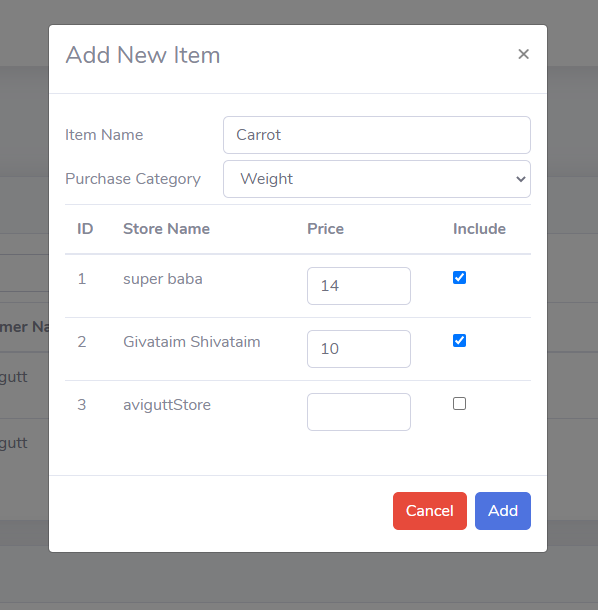 Add New Item ×
Item Name Carrot
Purchase Category Weight
ID Store Name Price Include
1 super baba 14
2 Givataim Shivataim 10
3 aviguttStore
mer Na
gutt
gutt
Cancel Add